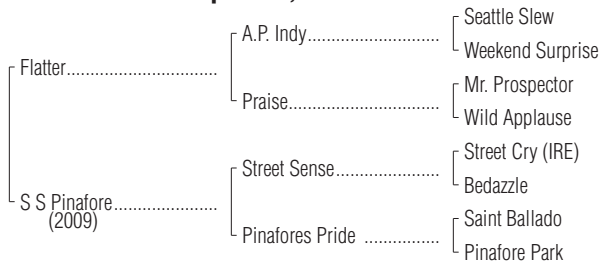 Seattle Slew
A.P. Indy
Weekend Surprise
Flatter
Mr. Prospector
Praise
Wild Applause
Street Cry (IRE)
Street Sense
Bedazzle
S S Pinafore
(2009)
Saint Ballado
Pinafores Pride
Pinafore Park